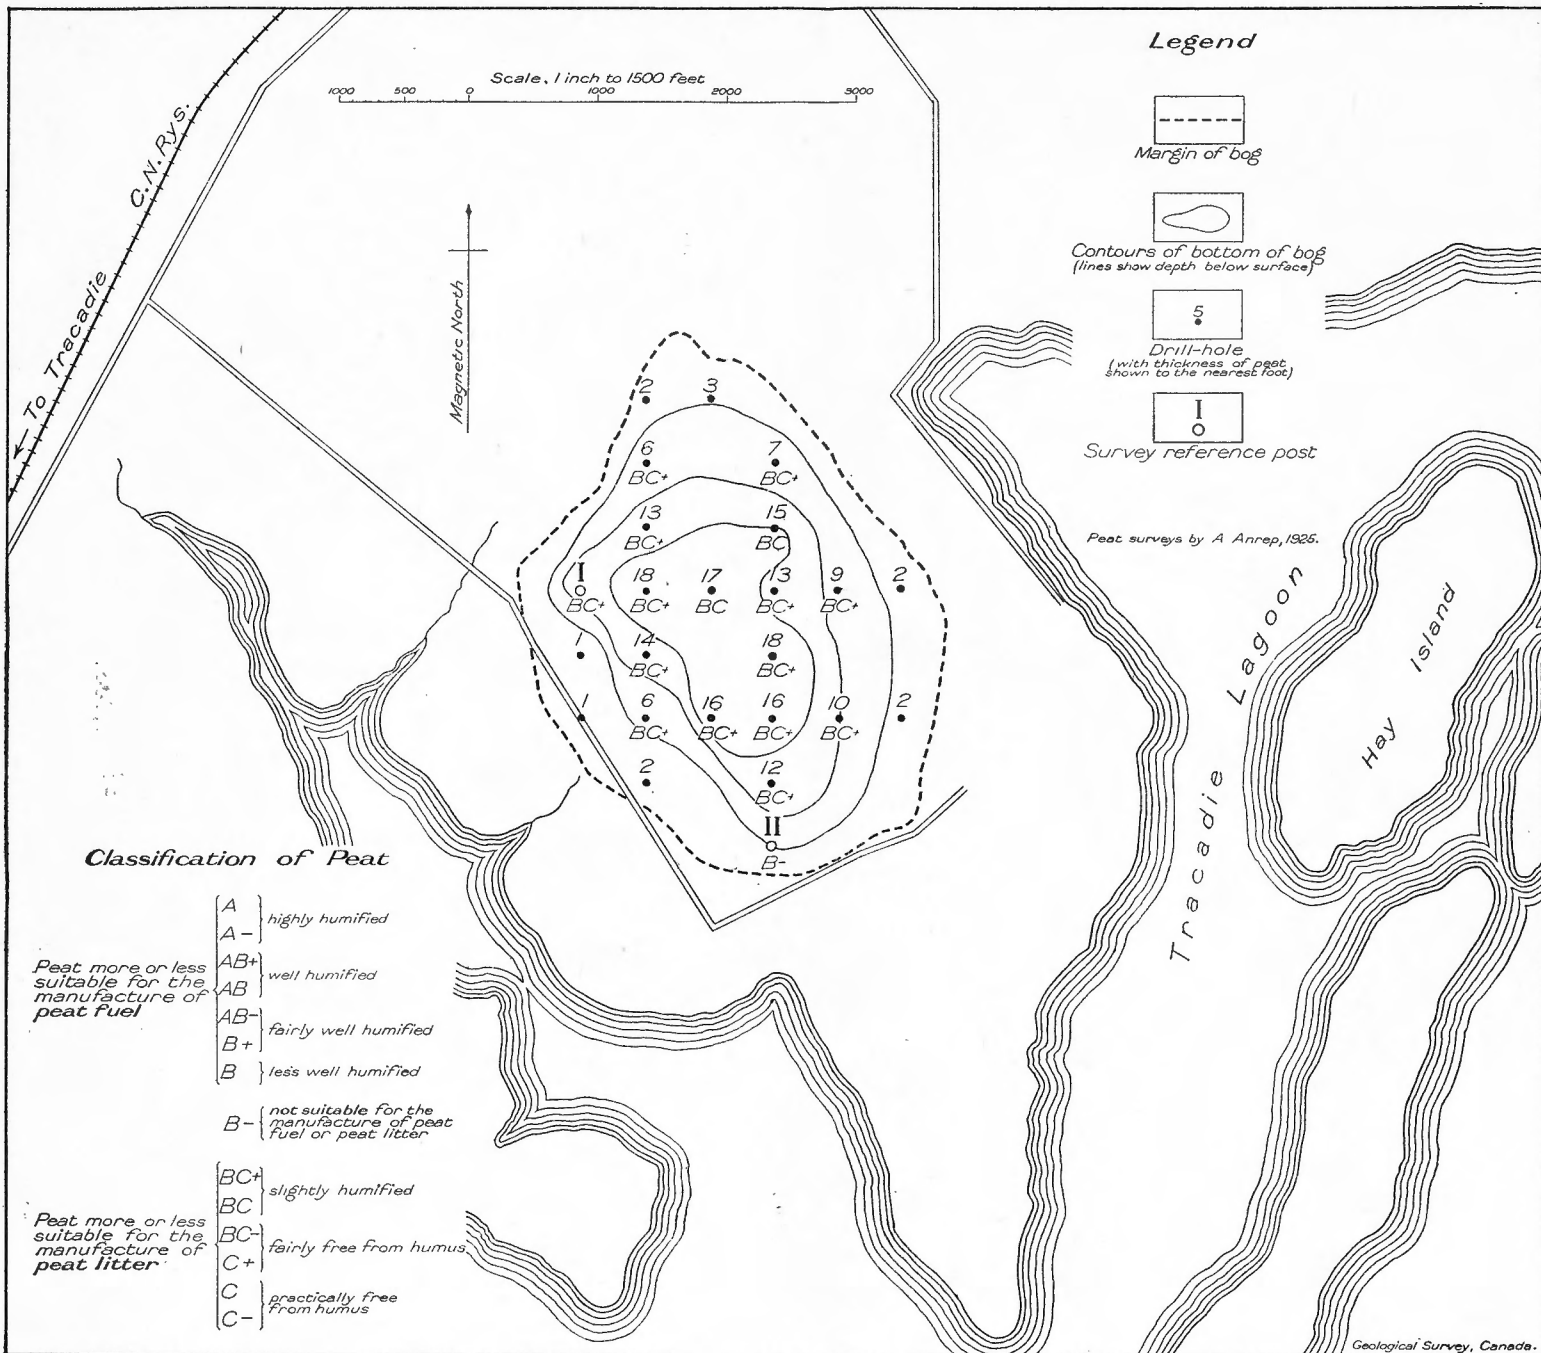 Legend
Scale, 1 inch to 1500 feet
1000 500 0 1000 2000 3000
Margin of bog
Contours of bottom of bog
(lines show depth below surface)
5
Drill-hole
(with thickness of peat
shown to the nearest foot)
I
Survey reference post
Peat surveys by A Anrep, 1925.
C.N.Rys.
← To Tracadie
Magnetic North
2 3
6 7
BC+ BC+
13 15
BC+ BC
I 18 17 13 9 2
BC+ BC+ BC BC+ BC+
1 14 18
BC+ BC+
1 6 16 16 10 2
BC+ BC+ BC+ BC+
2 12
BC+
II
B-
Tracadie Lagoon
Hay Island
Classification of Peat
Peat more or less
suitable for the
manufacture of
peat fuel
A
A-
highly humified
AB+
AB
well humified
AB-
B+
fairly well humified
B
less well humified
B-
not suitable for the
manufacture of peat
fuel or peat litter
Peat more or less
suitable for the
manufacture of
peat litter
BC+
BC
slightly humified
BC-
C+
fairly free from humus
C
C-
practically free
from humus
Geological Survey, Canada.